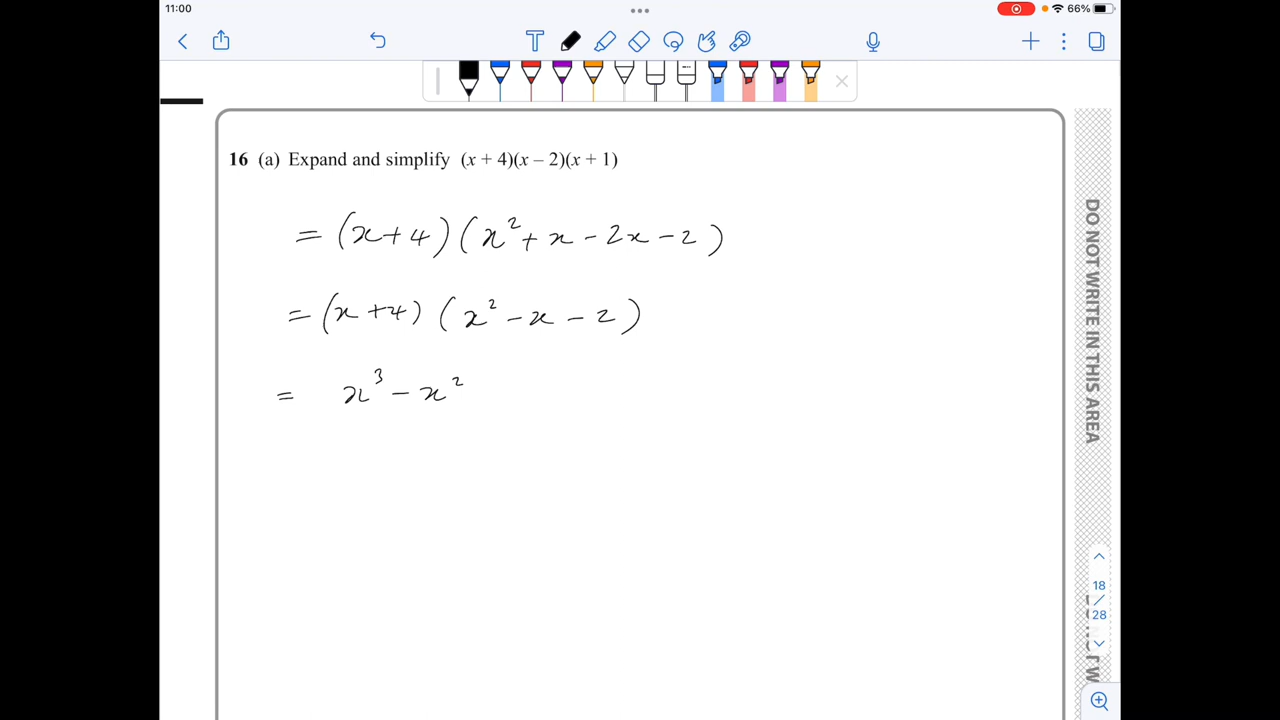 11:00
66%
16 (a) Expand and simplify (x + 4)(x – 2)(x + 1)
= (x+4) (x² + x - 2x - 2)
= (x+4) (x² - x - 2)
= x³ - x²
DO NOT WRITE IN THIS AREA
18
/
28